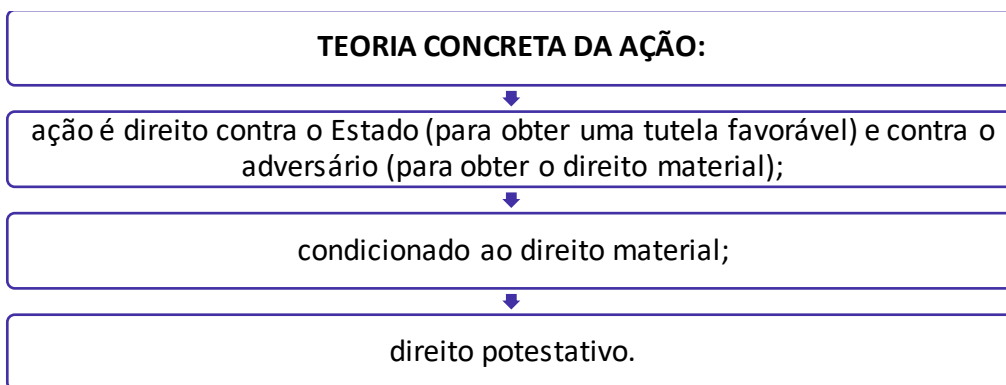 TEORIA CONCRETA DA AÇÃO:
ação é direito contra o Estado (para obter uma tutela favorável) e contra o
adversário (para obter o direito material);
condicionado ao direito material;
direito potestativo.